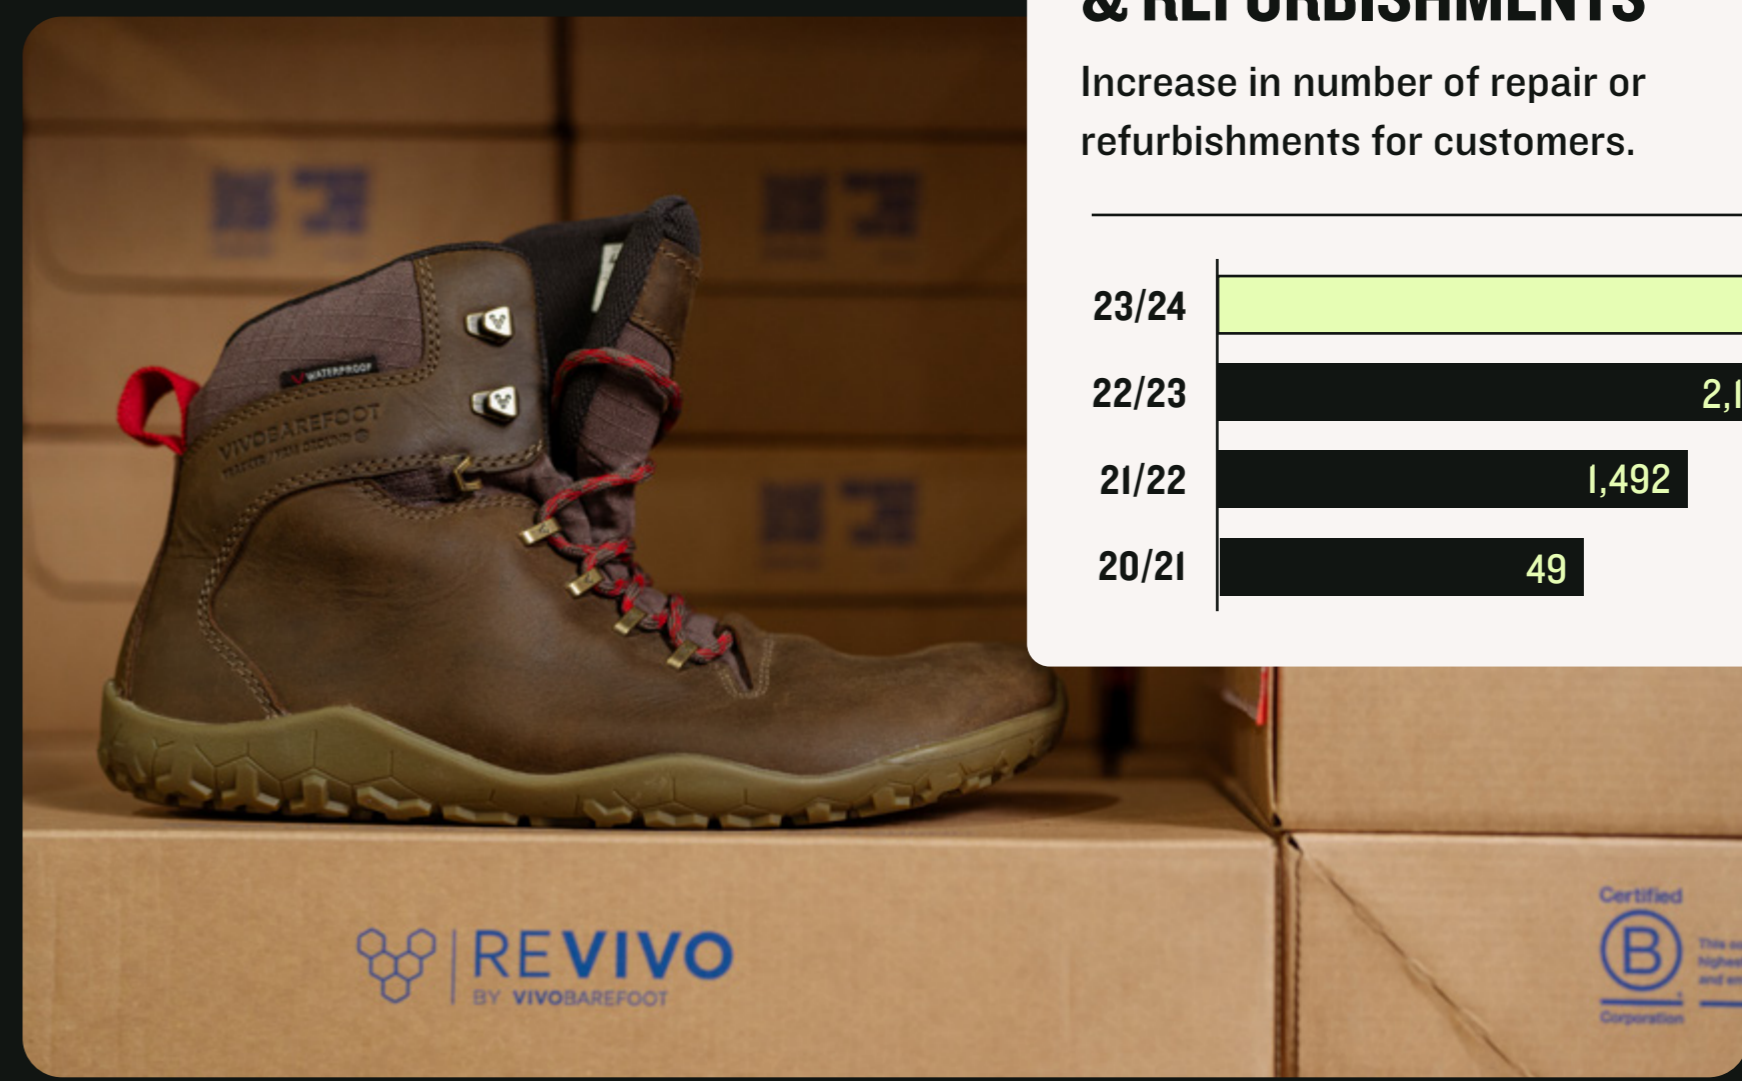 & REFURBISHMENTS
Increase in number of repair or
refurbishments for customers.
23/24
22/23
21/22 1,492
20/21 49
WATERPROOF
VIVOBAREFOOT
REVIVO
BY VIVOBAREFOOT
Certified
B
Corporation